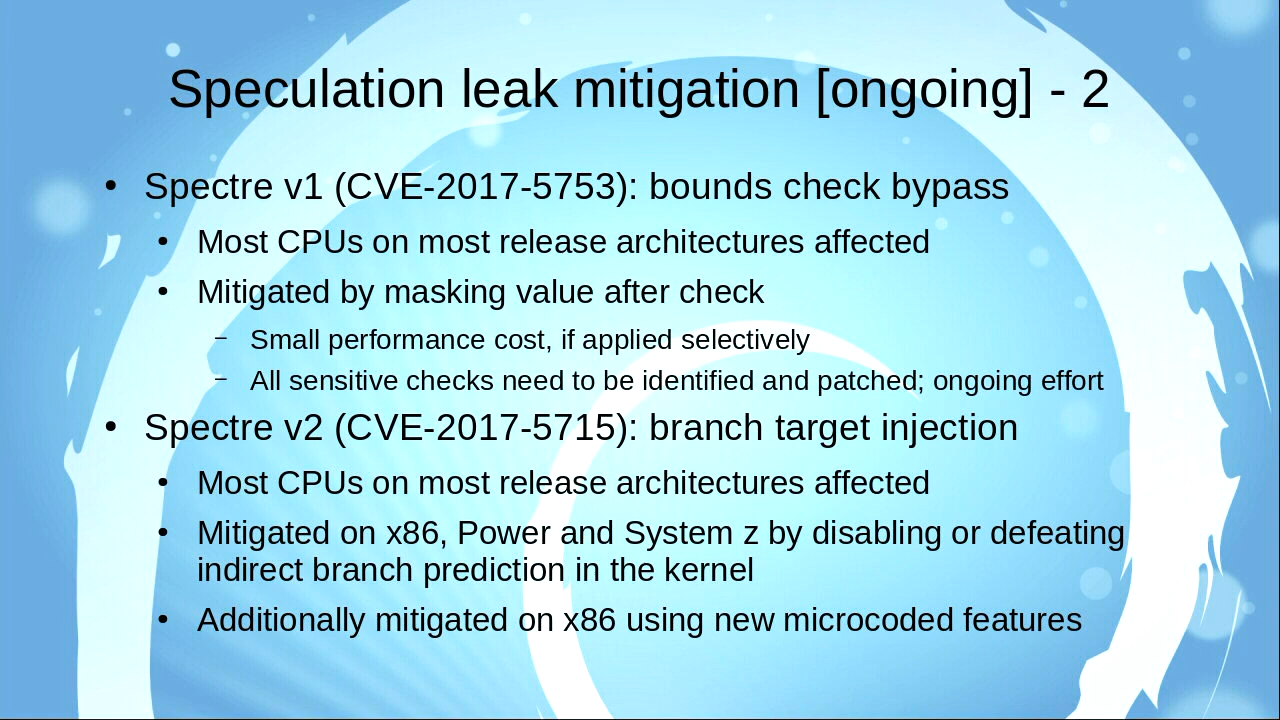 Speculation leak mitigation [ongoing] - 2
• Spectre v1 (CVE-2017-5753): bounds check bypass
• Most CPUs on most release architectures affected
• Mitigated by masking value after check
– Small performance cost, if applied selectively
– All sensitive checks need to be identified and patched; ongoing effort
• Spectre v2 (CVE-2017-5715): branch target injection
• Most CPUs on most release architectures affected
• Mitigated on x86, Power and System z by disabling or defeating
indirect branch prediction in the kernel
• Additionally mitigated on x86 using new microcoded features